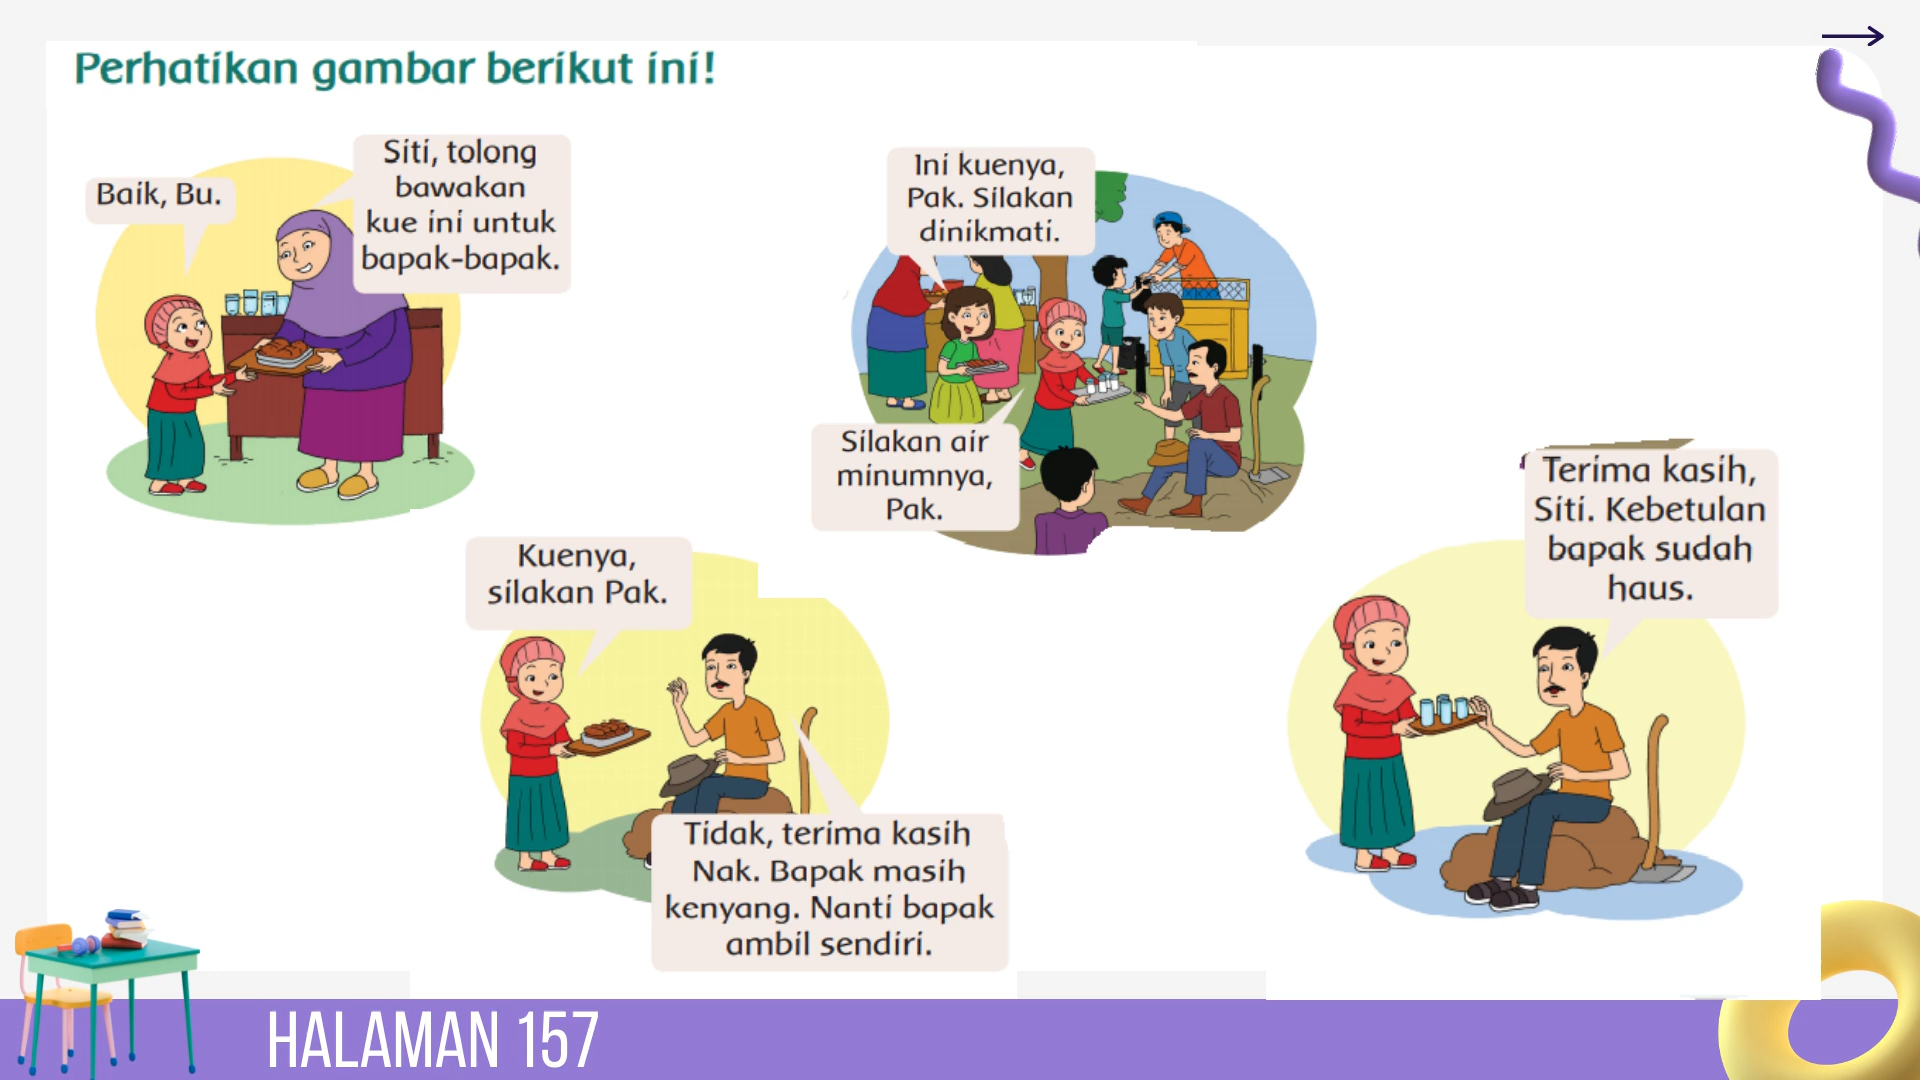 Perhatikan gambar berikut ini!
Baik, Bu.
Siti, tolong
bawakan
kue ini untuk
bapak-bapak.
Ini kuenya,
Pak. Silakan
dinikmati.
Silakan air
minumnya,
Pak.
Kuenya,
silakan Pak.
Tidak, terima kasih
Nak. Bapak masih
kenyang. Nanti bapak
ambil sendiri.
Terima kasih,
Siti. Kebetulan
bapak sudah
haus.
HALAMAN 157